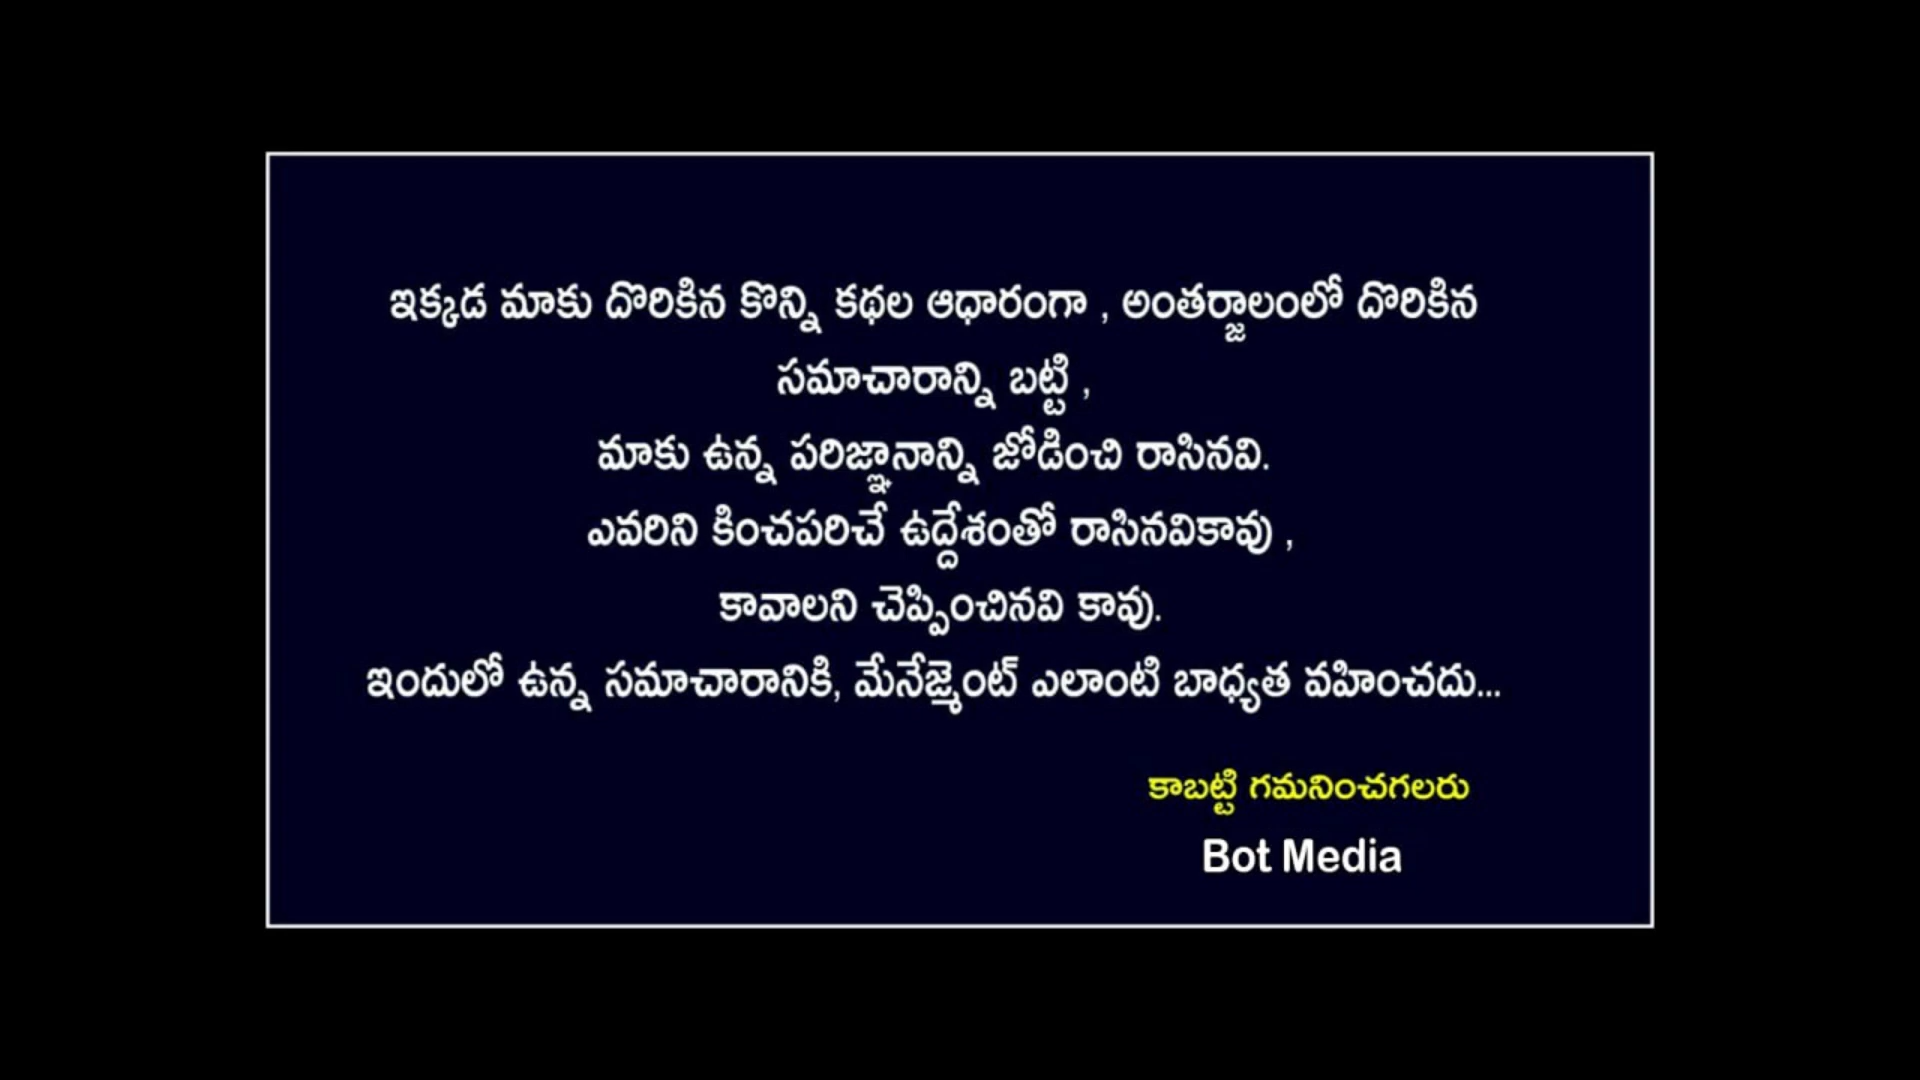 ఇక్కడ మాకు దొరికిన కొన్ని కథల ఆధారంగా , అంతర్జాలంలో దొరికిన
సమాచారాన్ని బట్టి ,
మాకు ఉన్న పరిజ్ఞానాన్ని జోడించి రాసినవి.
ఎవరిని కించపరిచే ఉద్దేశంతో రాసినవికావు ,
కావాలని చెప్పించినవి కావు.
ఇందులో ఉన్న సమాచారానికి, మేనేజ్మెంట్ ఎలాంటి బాధ్యత వహించదు...
కాబట్టి గమనించగలరు
Bot Media